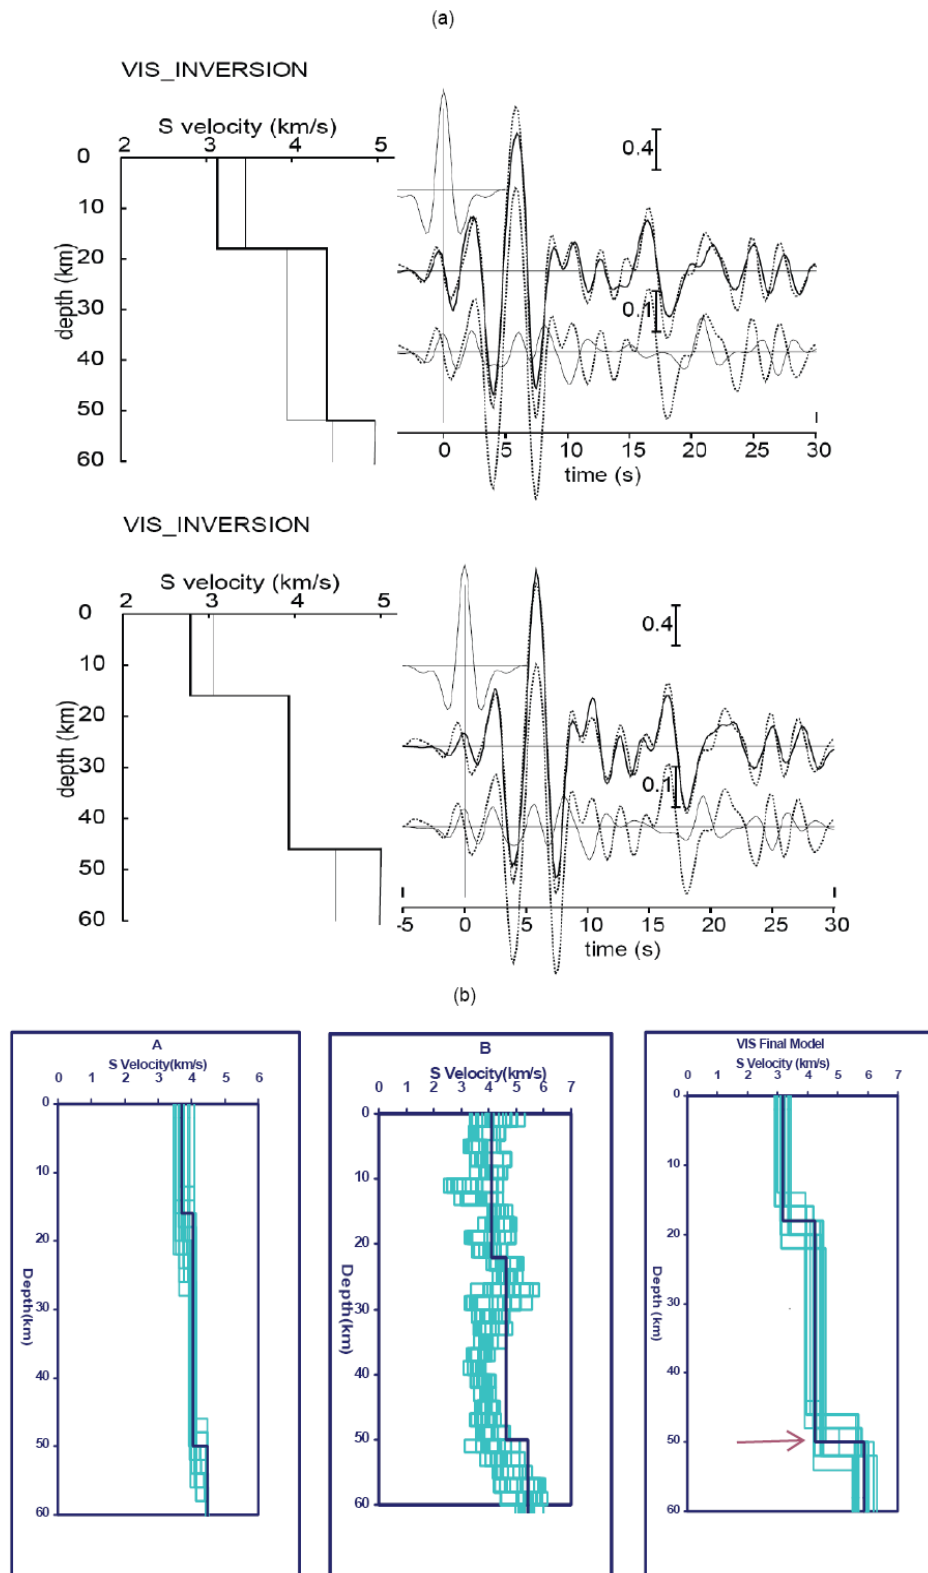 (a)
VIS_INVERSION
S velocity (km/s)
2 3 4 5
0
10
20
30
40
50
60
depth (km)
0.4
0.1
0 5 10 15 20 25 30
time (s)
VIS_INVERSION
S velocity (km/s)
2 3 4 5
0
10
20
30
40
50
60
depth (km)
0.4
0.1
-5 0 5 10 15 20 25 30
time (s)
(b)
A
S Velocity(km/s)
0 1 2 3 4 5 6
0
10
20
30
40
50
60
Depth(km)
B
S Velocity(km/s)
0 1 2 3 4 5 6 7
0
10
20
30
40
50
60
Depth(km)
VIS Final Model
S Velocity (km/s)
0 1 2 3 4 5 6 7
0
10
20
30
40
50
60
Depth (km)